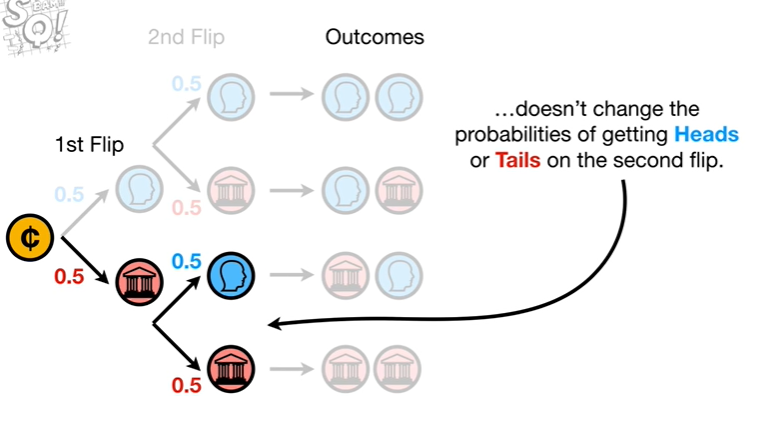 2nd Flip
Outcomes
0.5
…doesn’t change the
probabilities of getting Heads
or Tails on the second flip.
1st Flip
0.5
0.5
¢
0.5
0.5
0.5